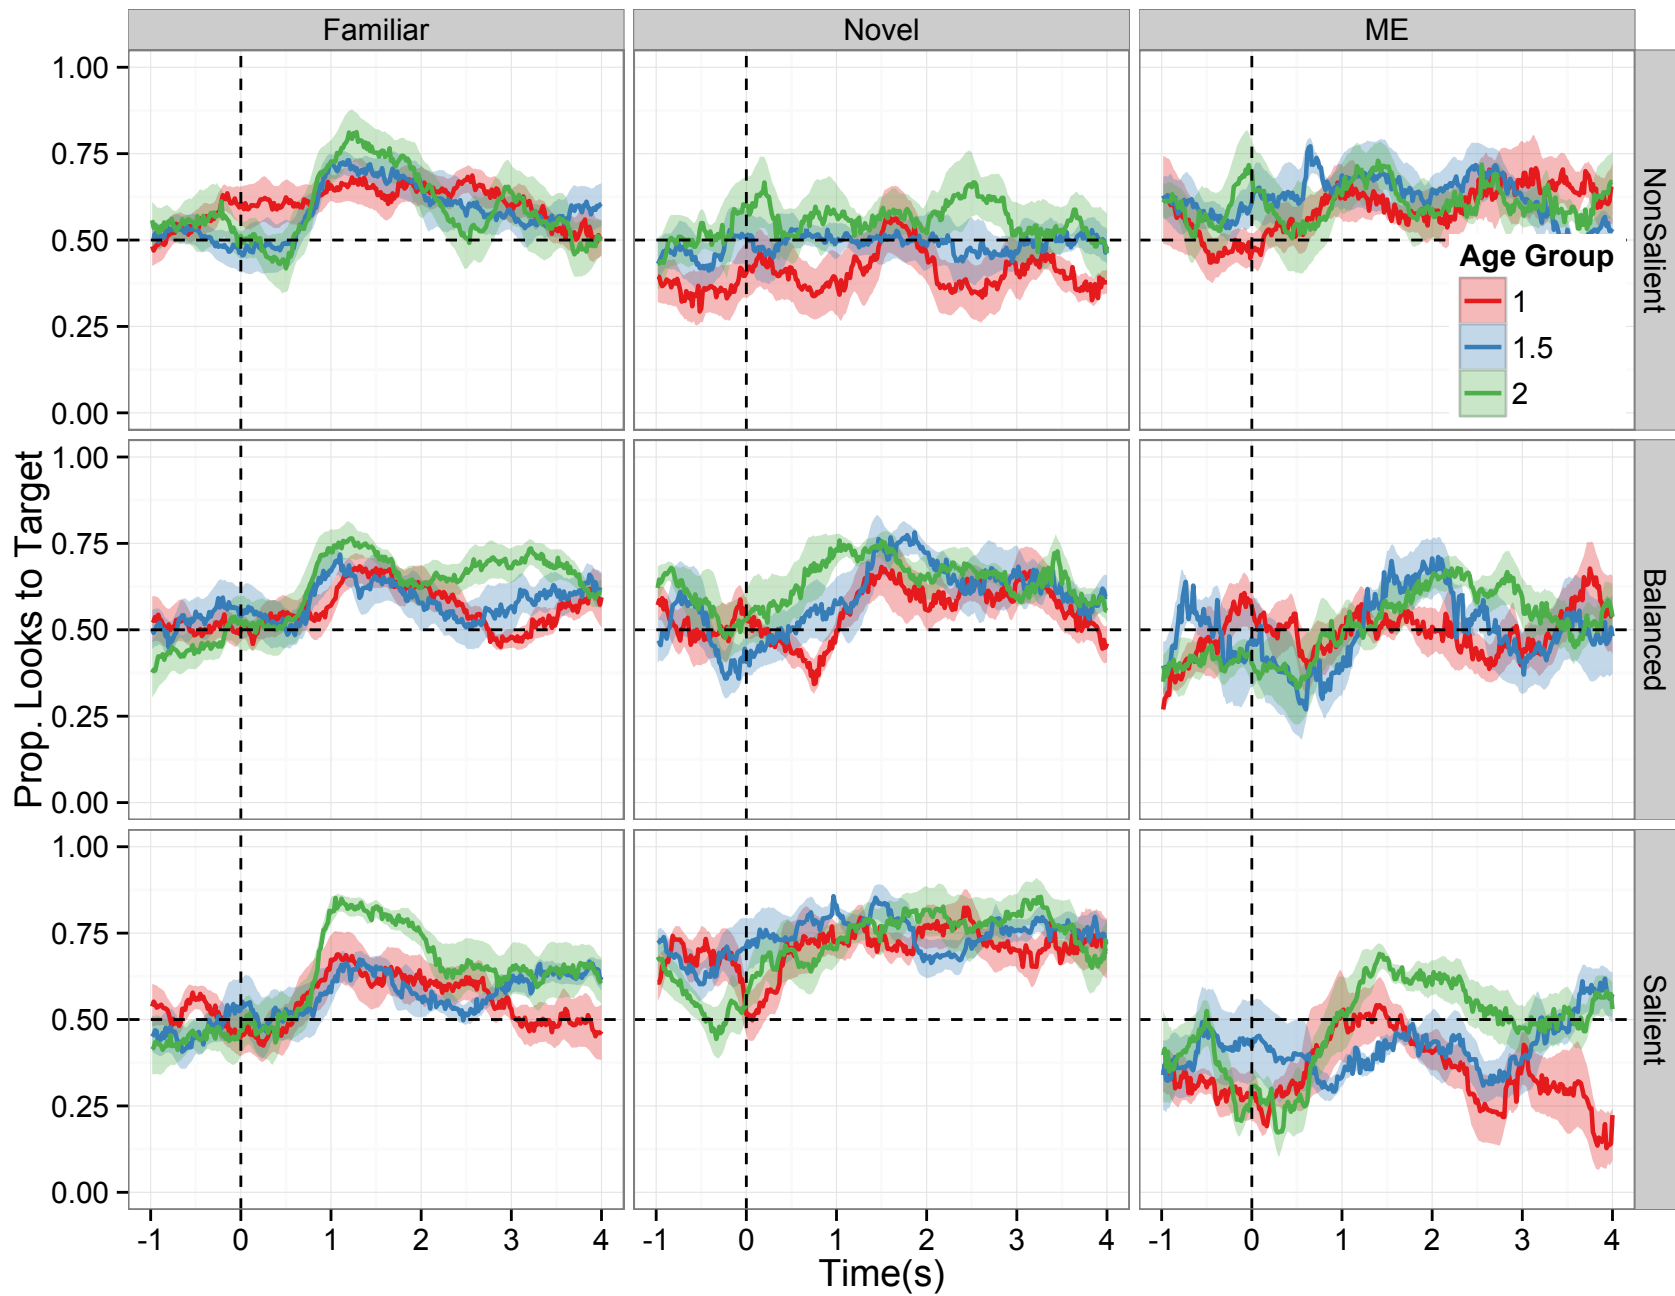 Familiar Novel ME
1.00
0.75
0.50
0.25
0.00
NonSalient
Age Group
1
1.5
2
Prop. Looks to Target
1.00
0.75
0.50
0.25
0.00
Balanced
1.00
0.75
0.50
0.25
0.00
Salient
-1 0 1 2 3 4 -1 0 1 2 3 4 -1 0 1 2 3 4
Time(s)